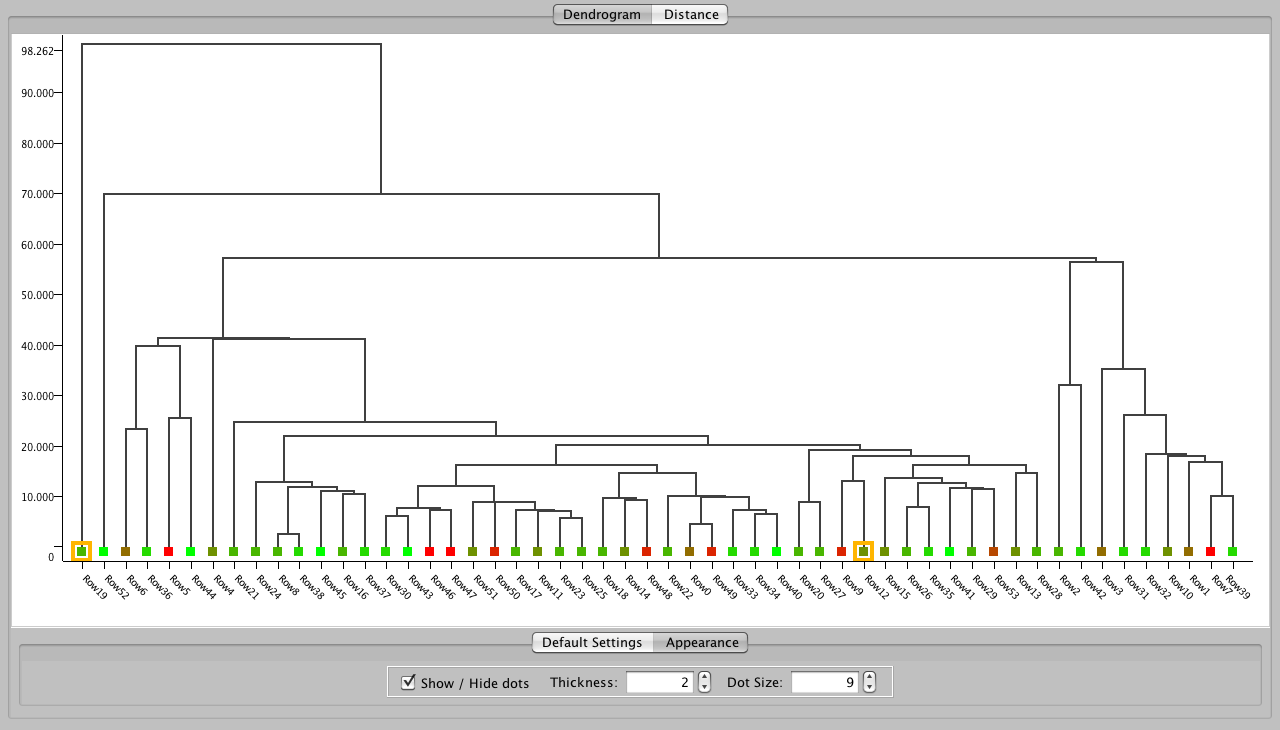 Dendrogram Distance
98.262
90.000
80.000
70.000
60.000
50.000
40.000
30.000
20.000
10.000
0
Row19 Row52 Row6 Row36 Row5 Row44 Row4 Row21 Row24 Row8 Row38 Row45 Row16 Row37 Row30 Row43 Row46 Row47 Row51 Row50 Row17 Row11 Row23 Row25 Row18 Row14 Row48 Row22 Row0 Row49 Row33 Row34 Row40 Row20 Row27 Row9 Row12 Row15 Row26 Row35 Row41 Row29 Row53 Row13 Row28 Row2 Row42 Row3 Row31 Row32 Row10 Row1 Row7 Row39
Default Settings Appearance
Show / Hide dots Thickness: 2 Dot Size: 9